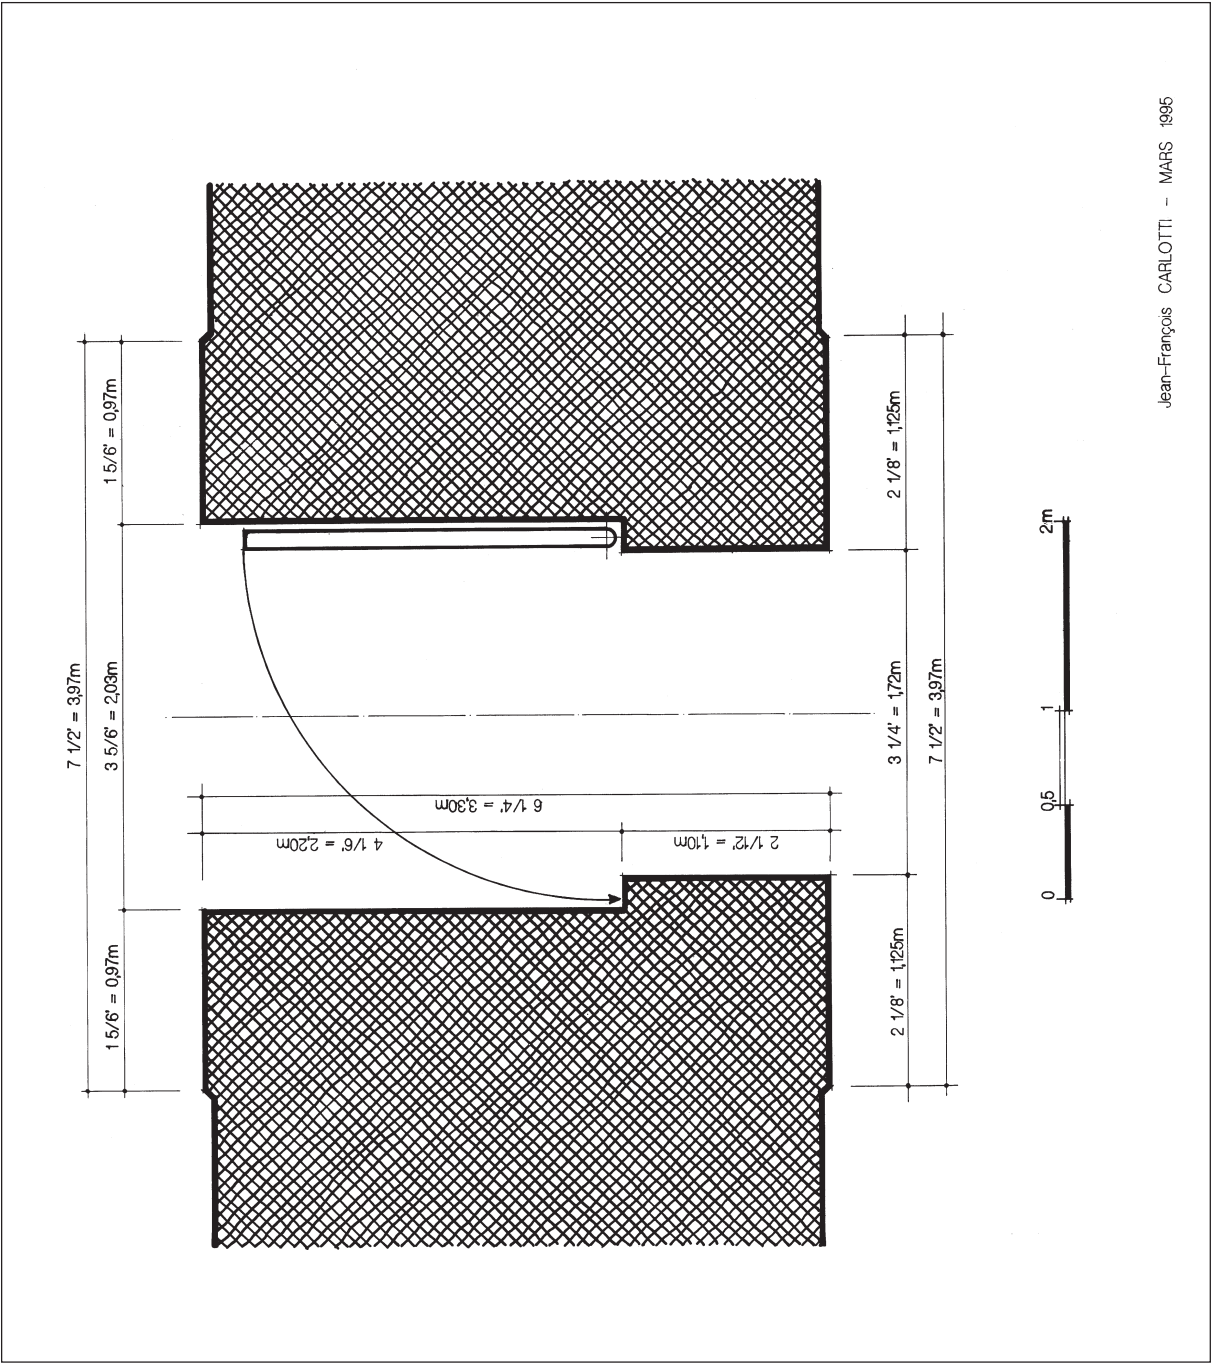 7 1/2' = 3,97m
1 5/6' = 0,97m
3 5/6' = 2,03m
1 5/6' = 0,97m
6 1/4' = 3,30m
4 1/6' = 2,20m
2 1/12' = 1,10m
2 1/8' = 1,125m
3 1/4' = 1,72m
2 1/8' = 1,125m
7 1/2' = 3,97m
0 0,5 1 2m
Jean-François CARLOTTI - MARS 1995